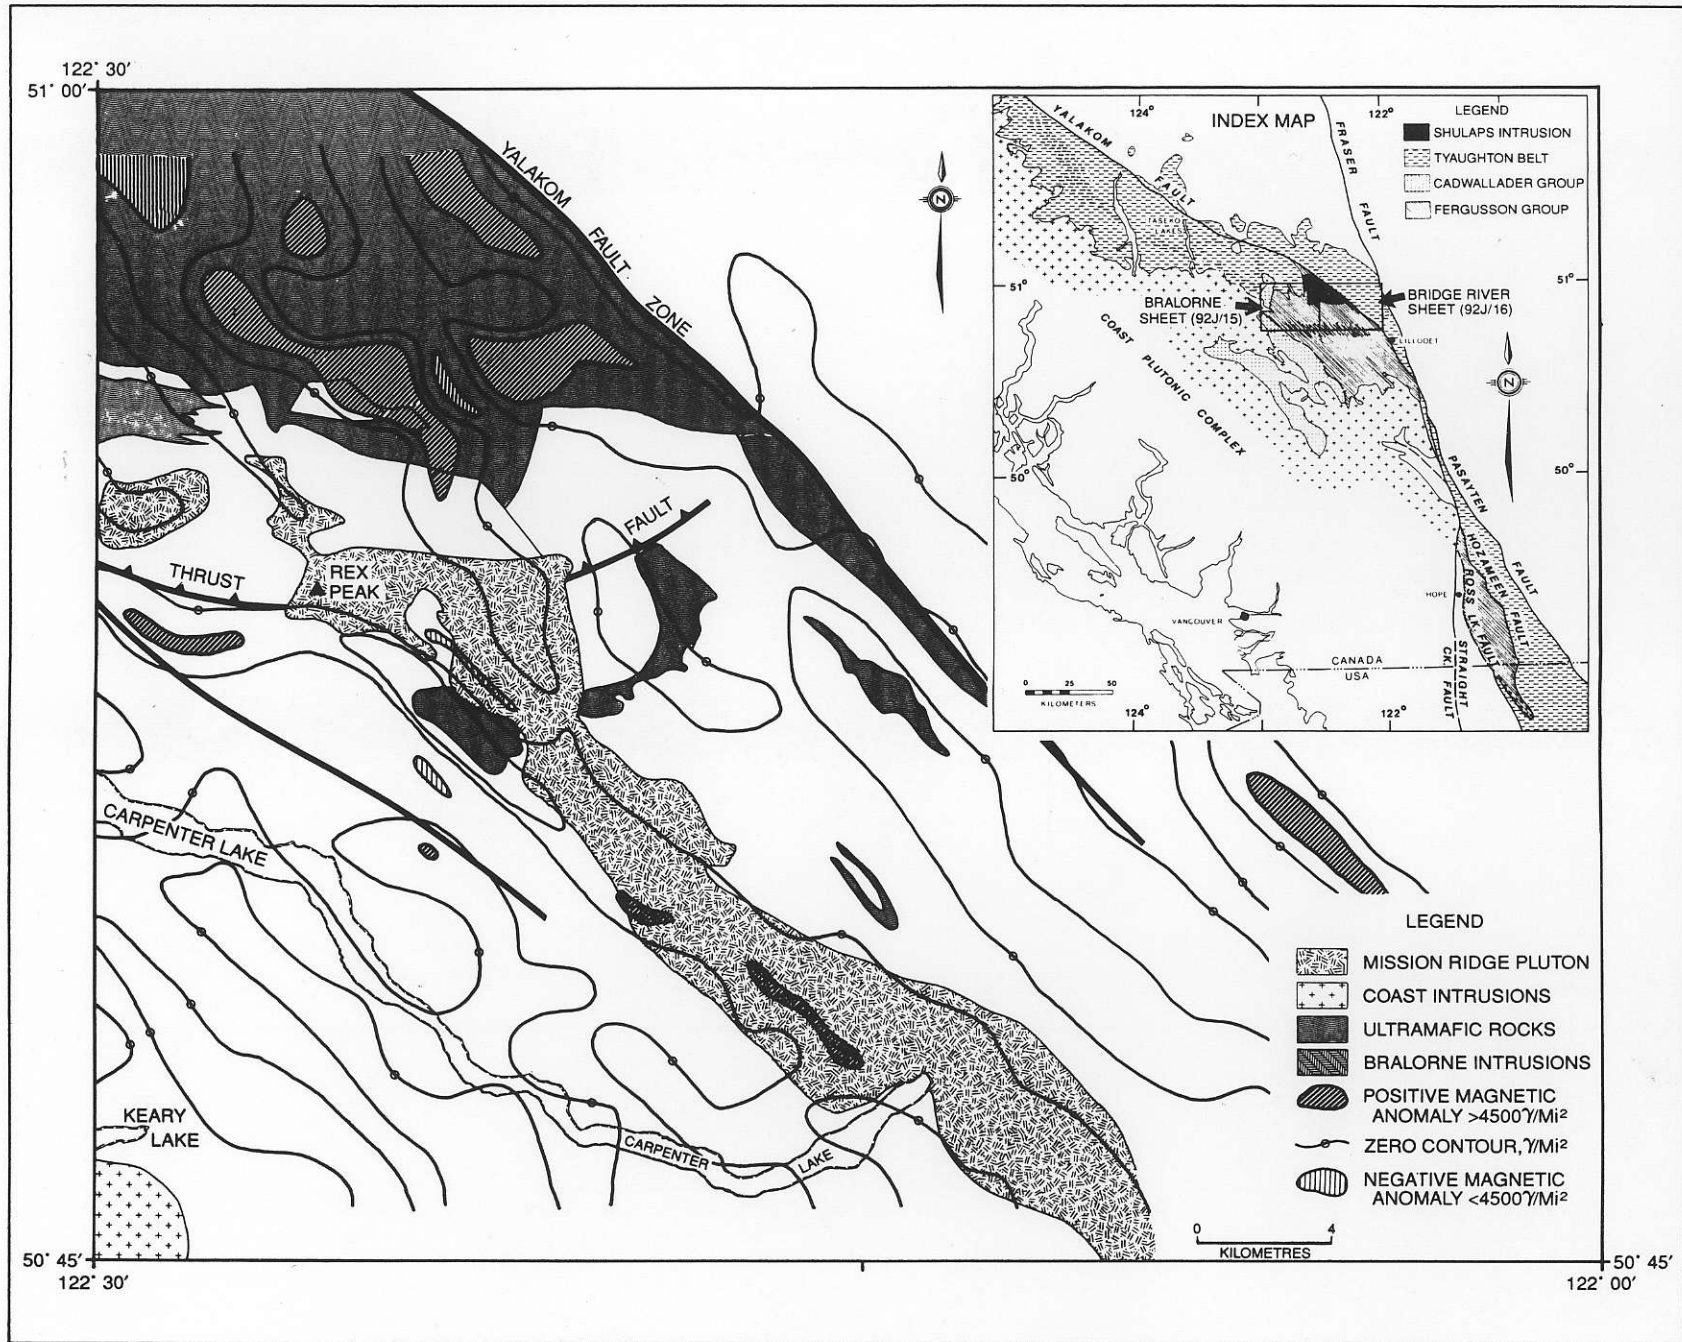 122° 30′
51° 00′
YALAKOM FAULT ZONE
THRUST
FAULT
REX
PEAK
CARPENTER LAKE
KEARY
LAKE
CARPENTER
LAKE
N
INDEX MAP
124°
122°
LEGEND
SHULAPS INTRUSION
TYAUGHTON BELT
CADWALLADER GROUP
FERGUSSON GROUP
YALAKOM FAULT
FRASER FAULT
TASEKO
LAKES
51°
51°
BRALORNE
SHEET (92J/15)
BRIDGE RIVER
SHEET (92J/16)
LILLOOET
N
COAST PLUTONIC COMPLEX
50°
50°
PASAYTEN FAULT
HOZAMEEN FAULT
ROSS LK FAULT
HOPE
VANCOUVER
STRAIGHT
CK. FAULT
CANADA
USA
0 25 50
KILOMETERS
124°
122°
LEGEND
MISSION RIDGE PLUTON
COAST INTRUSIONS
ULTRAMAFIC ROCKS
BRALORNE INTRUSIONS
POSITIVE MAGNETIC
ANOMALY >4500γ/Mi²
ZERO CONTOUR, γ/Mi²
NEGATIVE MAGNETIC
ANOMALY <4500γ/Mi²
0 4
KILOMETRES
50° 45′
50° 45′
122° 30′
122° 00′